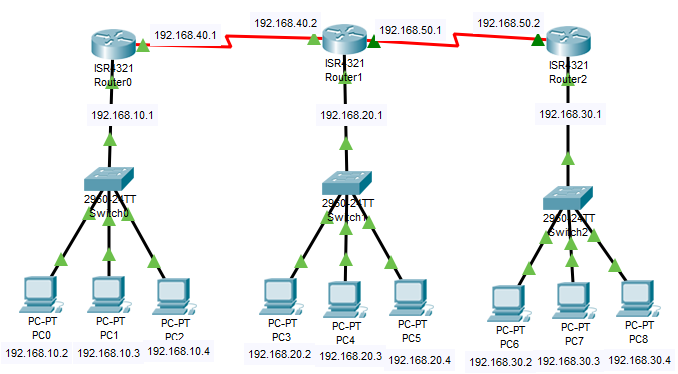 192.168.40.1
192.168.40.2
192.168.50.1
192.168.50.2
ISR4321
Router0
ISR4321
Router1
ISR4321
Router2
192.168.10.1
192.168.20.1
192.168.30.1
2960-24TT
Switch0
2960-24TT
Switch1
2960-24TT
Switch2
PC-PT
PC0
PC-PT
PC1
PC-PT
PC2
PC-PT
PC3
PC-PT
PC4
PC-PT
PC5
PC-PT
PC6
PC-PT
PC7
PC-PT
PC8
192.168.10.2
192.168.10.3
192.168.10.4
192.168.20.2
192.168.20.3
192.168.20.4
192.168.30.2
192.168.30.3
192.168.30.4